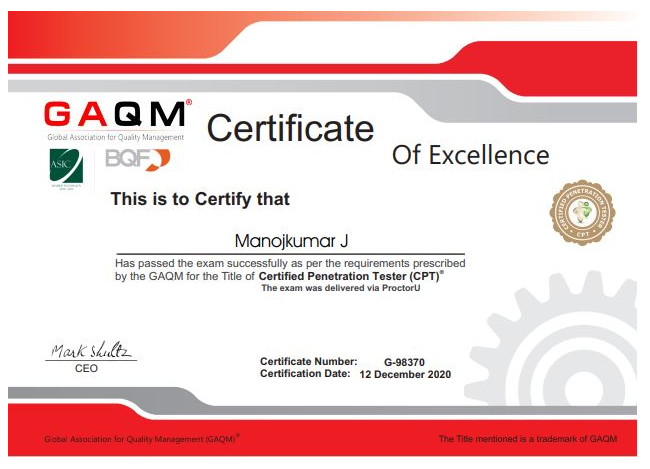 GAQM®
Global Association for Quality Management
ASIC
BQF
Certificate
Of Excellence
This is to Certify that
CERTIFIED PENETRATION TESTER
CPT
Manojkumar J
Has passed the exam successfully as per the requirements prescribed
by the GAQM for the Title of Certified Penetration Tester (CPT)®
The exam was delivered via ProctorU
Mark Shultz
CEO
Certificate Number: G-98370
Certification Date: 12 December 2020
Global Association for Quality Management (GAQM)®
The Title mentioned is a trademark of GAQM